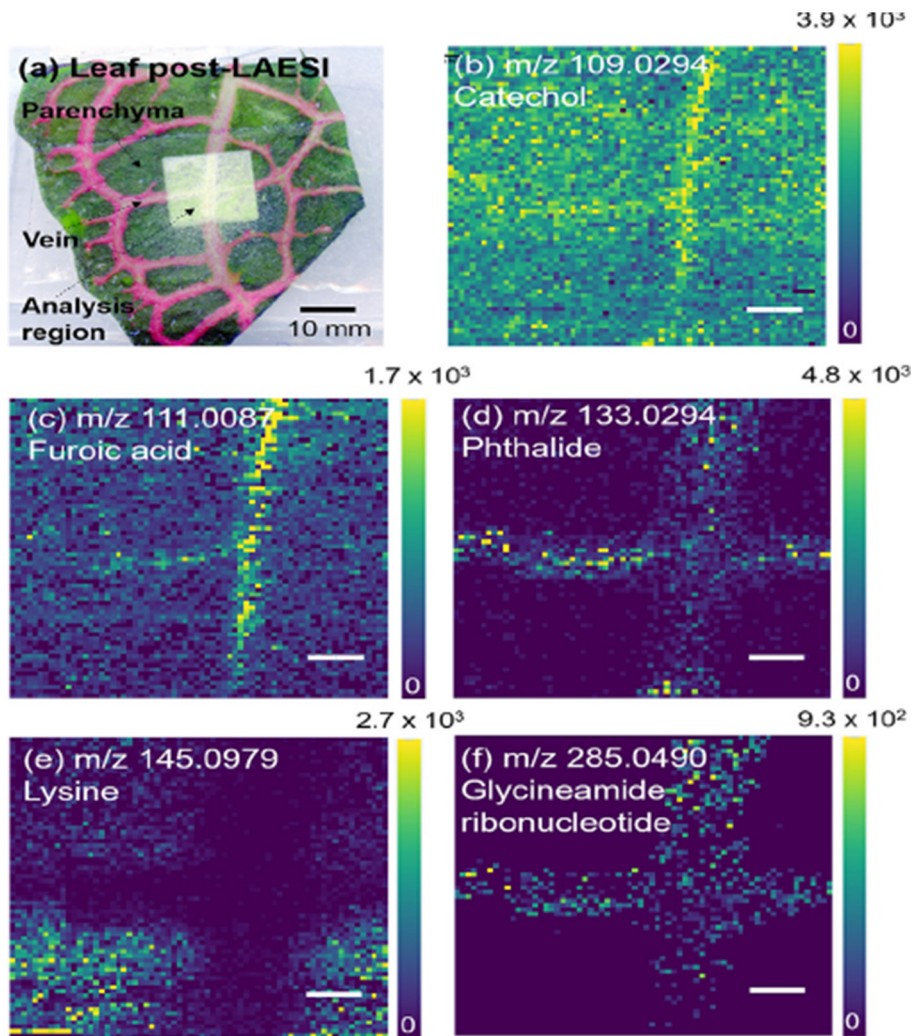 3.9 x 10³
(a) Leaf post-LAESI
Parenchyma
Vein
Analysis
region
10 mm
(b) m/z 109.0294
Catechol
0
1.7 x 10³
(c) m/z 111.0087
Furoic acid
0
4.8 x 10³
(d) m/z 133.0294
Phthalide
0
2.7 x 10³
(e) m/z 145.0979
Lysine
0
9.3 x 10²
(f) m/z 285.0490
Glycineamide
ribonucleotide
0